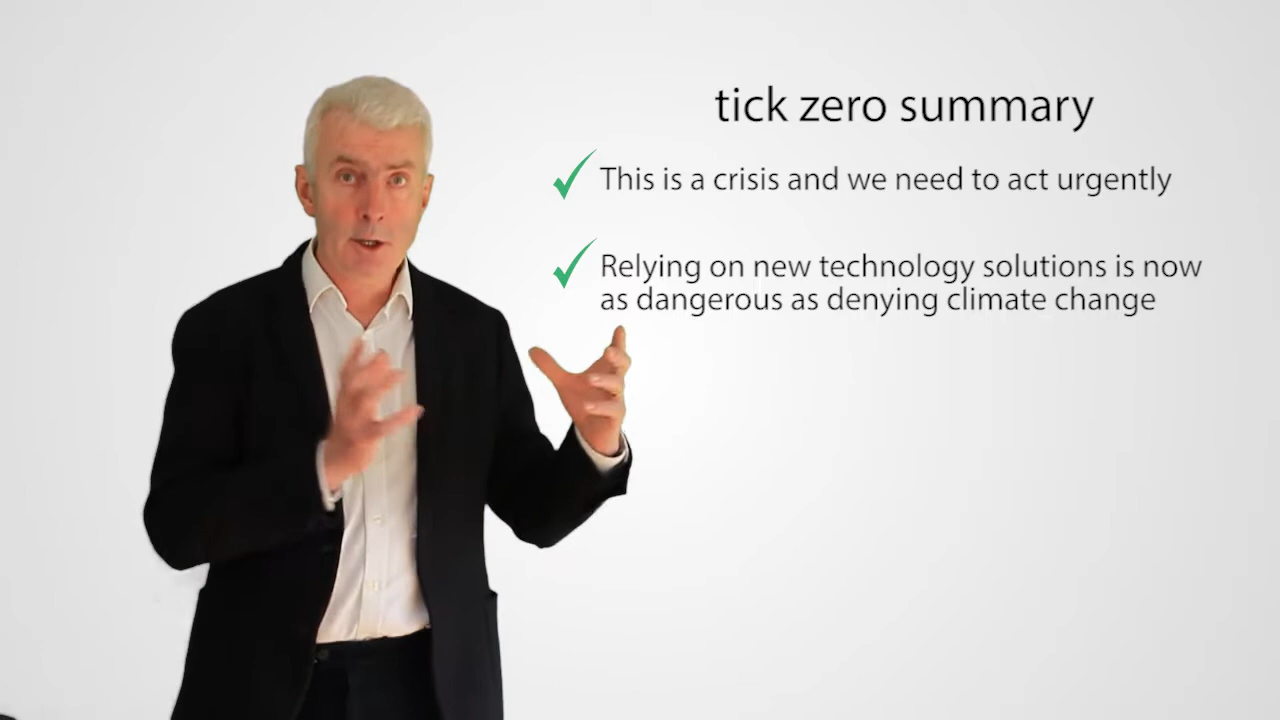 tick zero summary
This is a crisis and we need to act urgently
Relying on new technology solutions is now
as dangerous as denying climate change